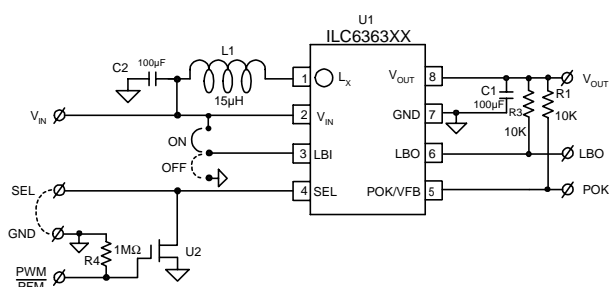 U1
ILC6363XX
L1
C2
100µF
15µH
1
LX
VOUT
8
C1
100µF
R3
10K
R1
10K
VOUT
VIN
2
VIN
GND
7
ON
OFF
3
LBI
LBO
6
LBO
SEL
4
SEL
POK/VFB
5
POK
GND
R4
1MΩ
U2
PWM
PFM